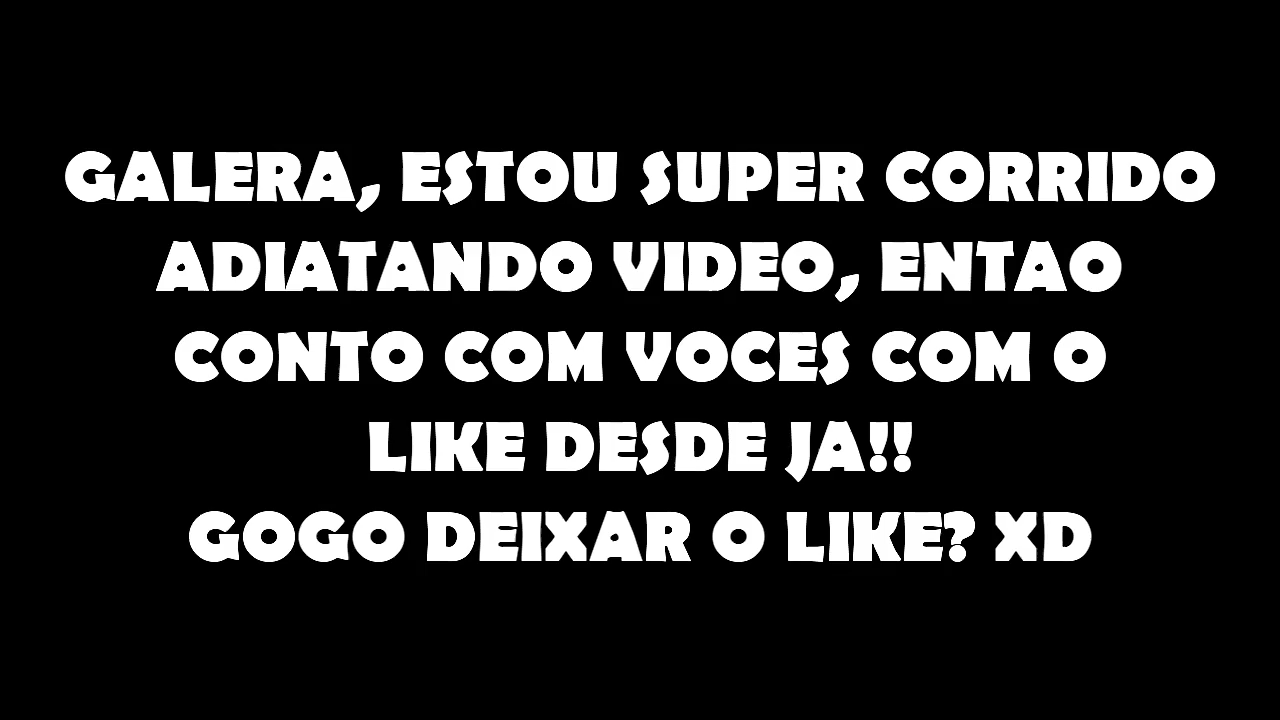 GALERA, ESTOU SUPER CORRIDO
ADIATANDO VIDEO, ENTAO
CONTO COM VOCES COM O
LIKE DESDE JA!!
GOGO DEIXAR O LIKE? XD